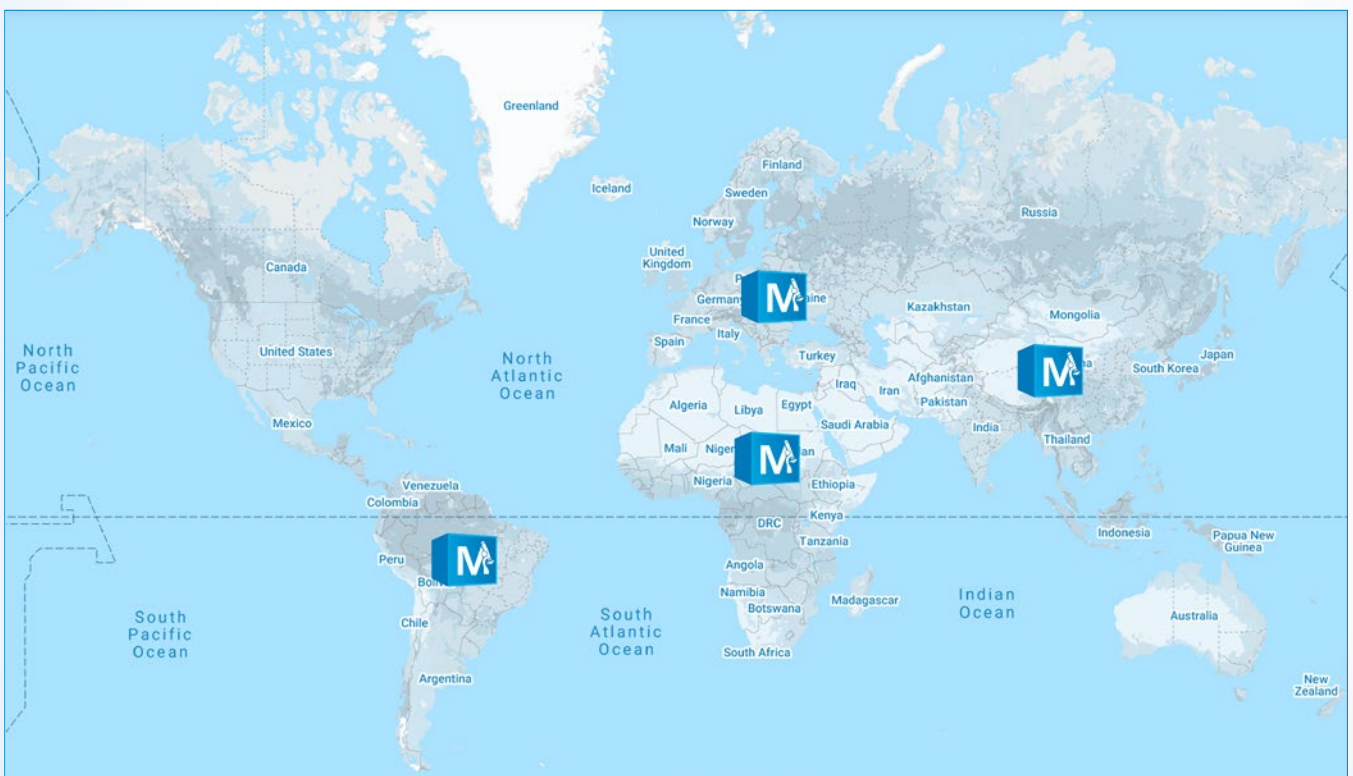 Greenland
Finland
Iceland
Sweden
Russia
Norway
United
Kingdom
Canada
Germany
Kazakhstan
Mongolia
France
Italy
Spain
North
Pacific
Ocean
United States
North
Atlantic
Ocean
Turkey
South Korea
Japan
Iraq
Iran
Afghanistan
Pakistan
Mexico
Algeria
Libya
Egypt
Saudi Arabia
India
Thailand
Mali
Niger
Nigeria
Ethiopia
Venezuela
Colombia
DRC
Kenya
Tanzania
Indonesia
Papua New
Guinea
Peru
Angola
Namibia
Botswana
Madagascar
Indian
Ocean
Australia
Chile
South
Pacific
Ocean
South
Atlantic
Ocean
South Africa
Argentina
New
Zealand
M
M
M
M